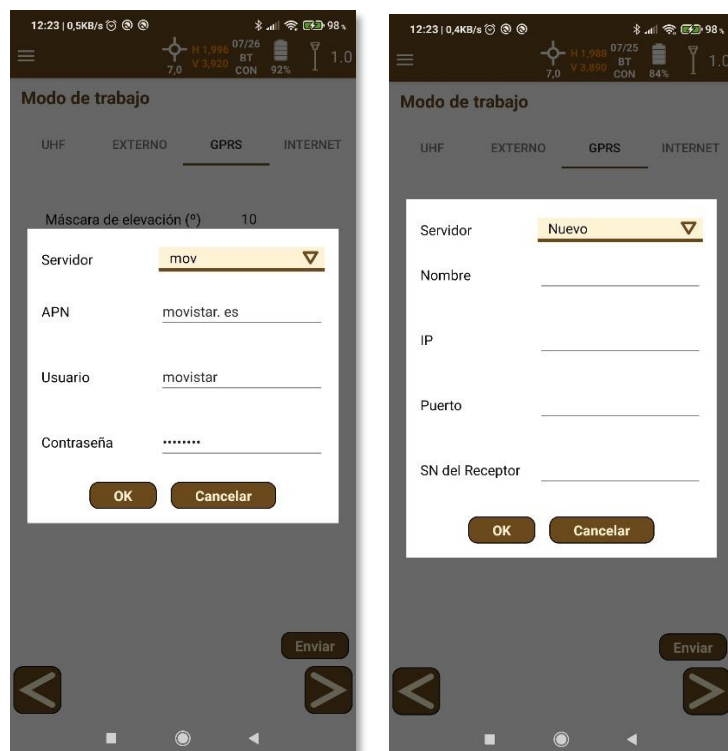 12:23 | 0,5KB/s 98
H 1,996 07/26
V 3,920 BT
7,0 CON 92% 1.0
Modo de trabajo
UHF EXTERNO GPRS INTERNET
Máscara de elevación (º) 10
Servidor mov
APN movistar. es
Usuario movistar
Contraseña ••••••••
OK Cancelar
Enviar
12:23 | 0,4KB/s 98
H 1,988 07/25
V 3,890 BT
7,0 CON 84% 1.0
Modo de trabajo
UHF EXTERNO GPRS INTERNET
Servidor Nuevo
Nombre
IP
Puerto
SN del Receptor
OK Cancelar
Enviar